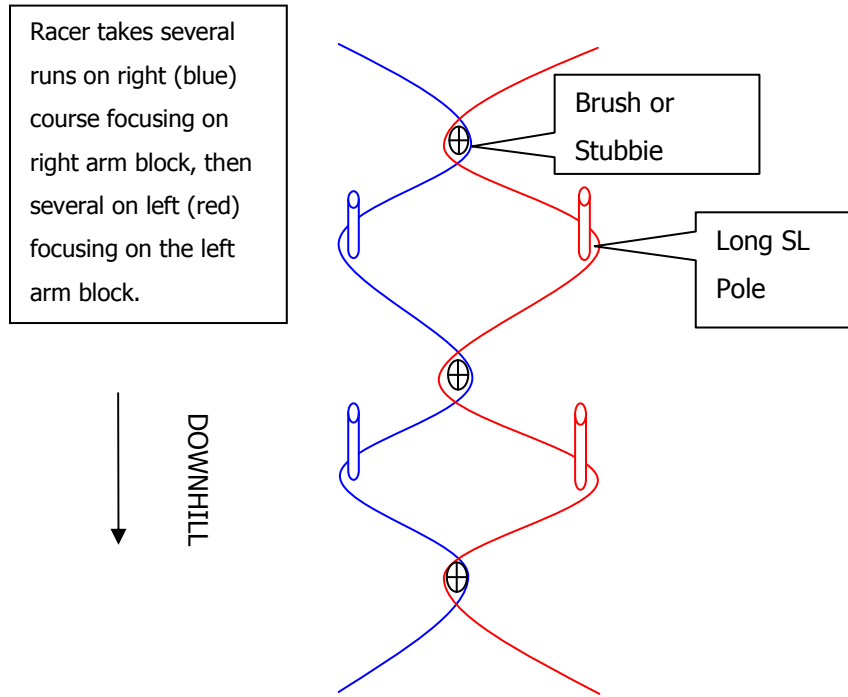 Racer takes several
runs on right (blue)
course focusing on
right arm block, then
several on left (red)
focusing on the left
arm block.
Brush or
Stubbie
Long SL
Pole
DOWNHILL